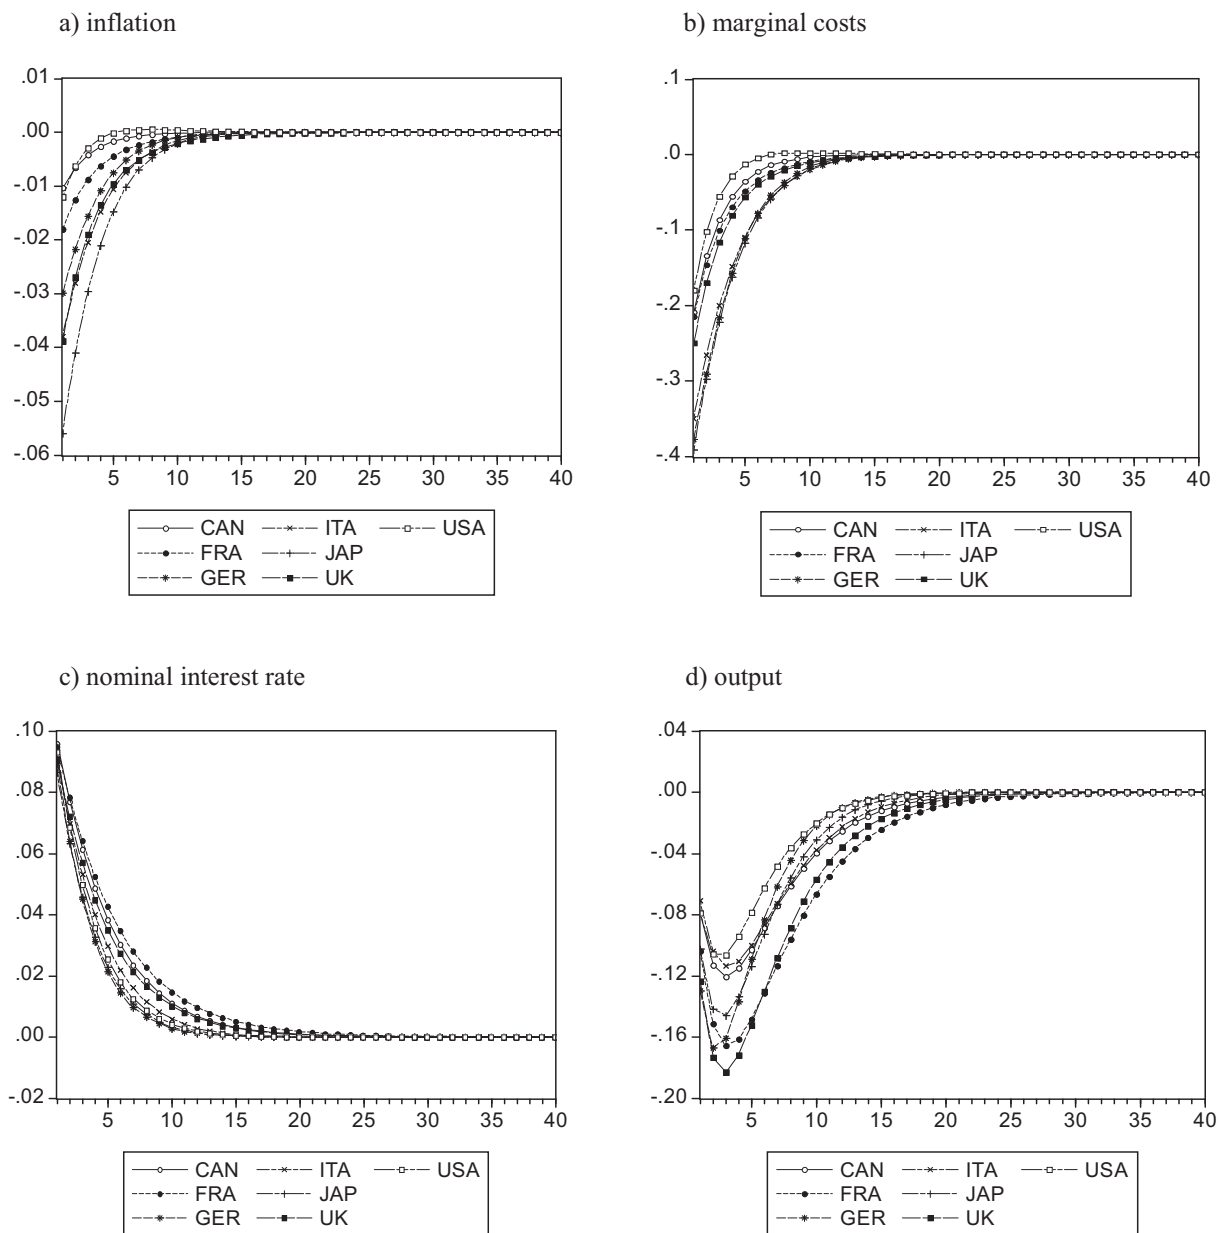 a) inflation
b) marginal costs
.01
.00
-.01
-.02
-.03
-.04
-.05
-.06
5 10 15 20 25 30 35 40
.1
.0
-.1
-.2
-.3
-.4
5 10 15 20 25 30 35 40
CAN ITA USA
FRA JAP
GER UK
CAN ITA USA
FRA JAP
GER UK
c) nominal interest rate
d) output
.10
.08
.06
.04
.02
.00
-.02
5 10 15 20 25 30 35 40
.04
.00
-.04
-.08
-.12
-.16
-.20
5 10 15 20 25 30 35 40
CAN ITA USA
FRA JAP
GER UK
CAN ITA USA
FRA JAP
GER UK